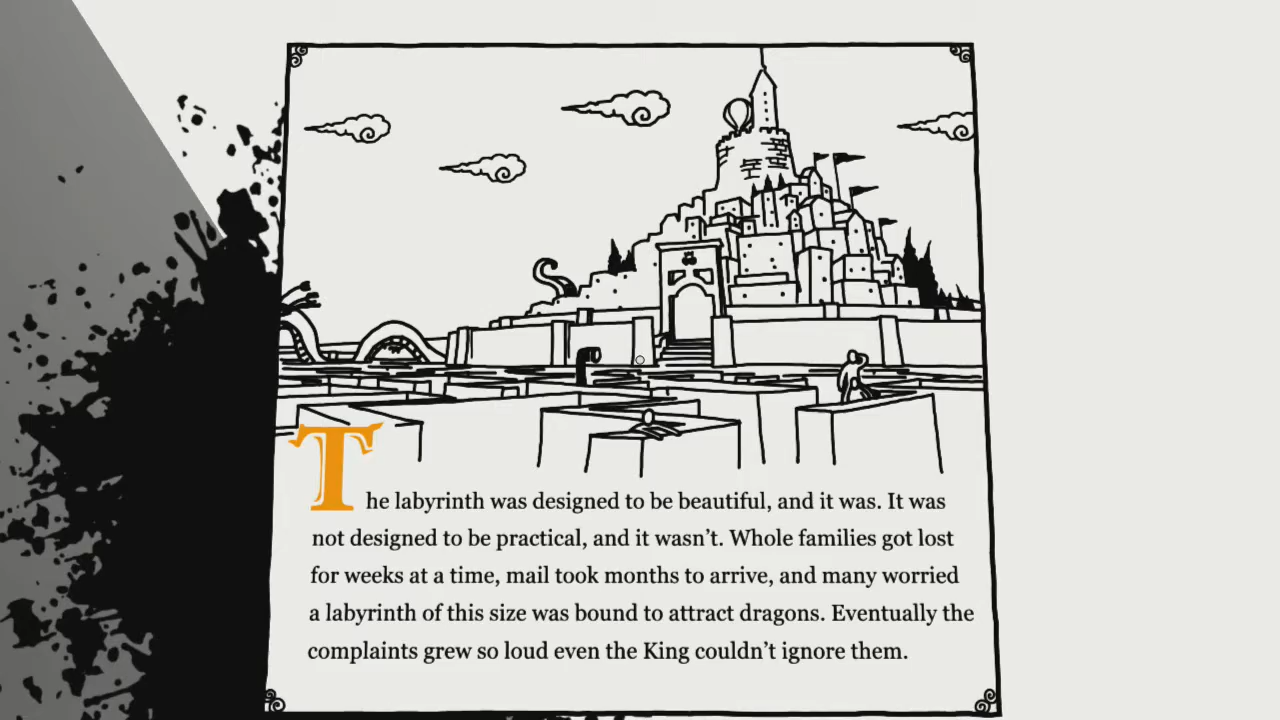 The labyrinth was designed to be beautiful, and it was. It was
not designed to be practical, and it wasn’t. Whole families got lost
for weeks at a time, mail took months to arrive, and many worried
a labyrinth of this size was bound to attract dragons. Eventually the
complaints grew so loud even the King couldn’t ignore them.